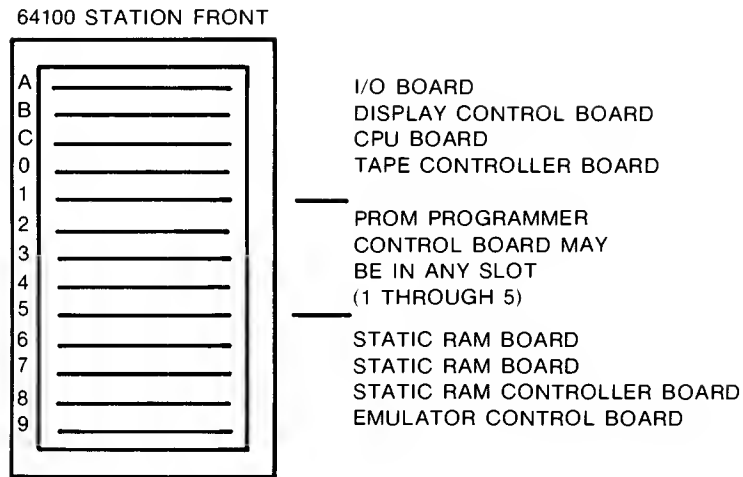 64100 STATION FRONT
A I/O BOARD
B DISPLAY CONTROL BOARD
C CPU BOARD
0 TAPE CONTROLLER BOARD
1
2 PROM PROGRAMMER
3 CONTROL BOARD MAY
BE IN ANY SLOT
4 (1 THROUGH 5)
5
6 STATIC RAM BOARD
7 STATIC RAM BOARD
8 STATIC RAM CONTROLLER BOARD
9 EMULATOR CONTROL BOARD